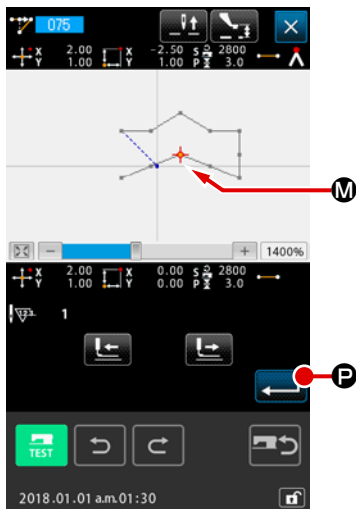 075
X 2.00 X -2.50 S 2800
Y 1.00 Y 1.00 P 3.0
M
1400%
X 2.00 X 0.00 S 2800
Y 1.00 Y 0.00 P 3.0
123. 1
P
TEST
2018.01.01 a.m.01:30